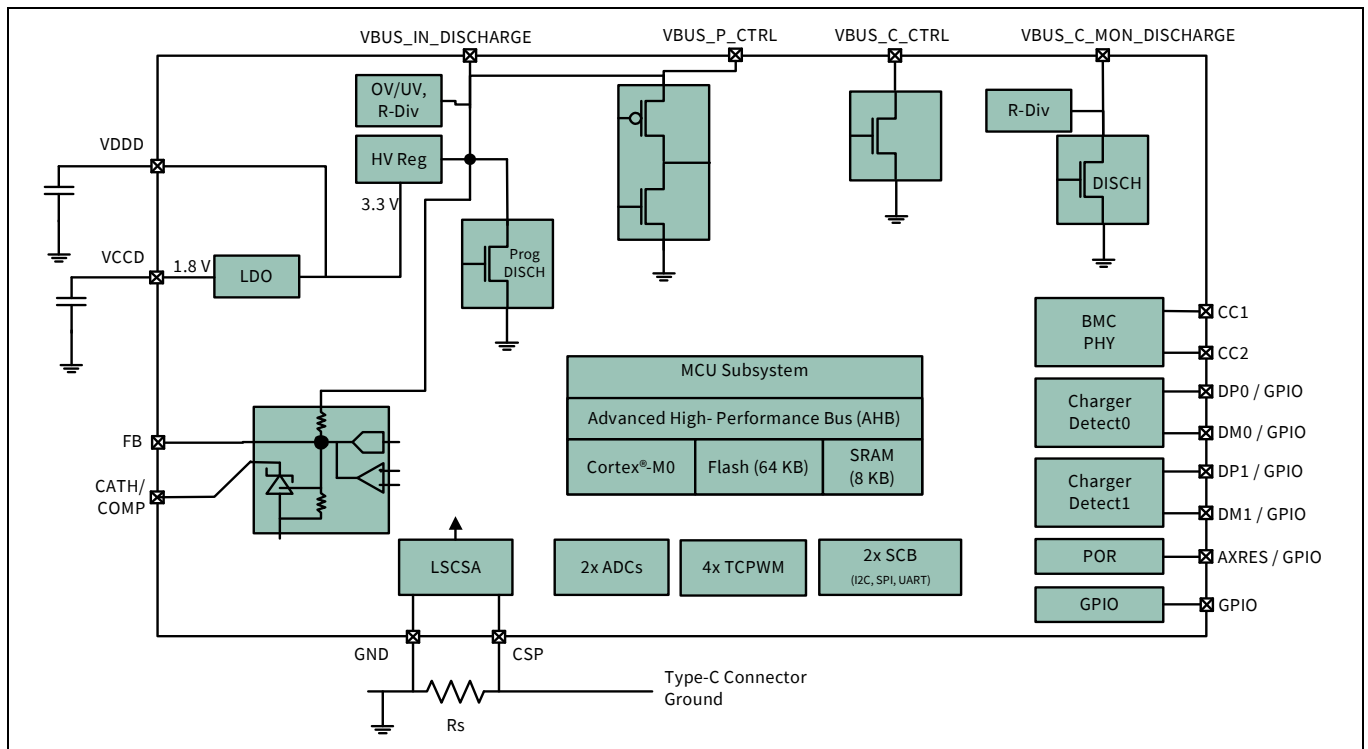 VBUS_IN_DISCHARGE
VBUS_P_CTRL
VBUS_C_CTRL
VBUS_C_MON_DISCHARGE
OV/UV,
R-Div
R-Div
VDDD
HV Reg
3.3 V
DISCH
Prog
DISCH
VCCD
1.8 V
LDO
BMC
PHY
CC1
CC2
MCU Subsystem
Advanced High- Performance Bus (AHB)
Cortex®-M0
Flash (64 KB)
SRAM
(8 KB)
Charger
Detect0
DP0 / GPIO
DM0 / GPIO
FB
CATH/
COMP
Charger
Detect1
DP1 / GPIO
DM1 / GPIO
LSCSA
2x ADCs
4x TCPWM
2x SCB
(I2C, SPI, UART)
POR
AXRES / GPIO
GPIO
GPIO
GND
CSP
Type-C Connector
Ground
Rs